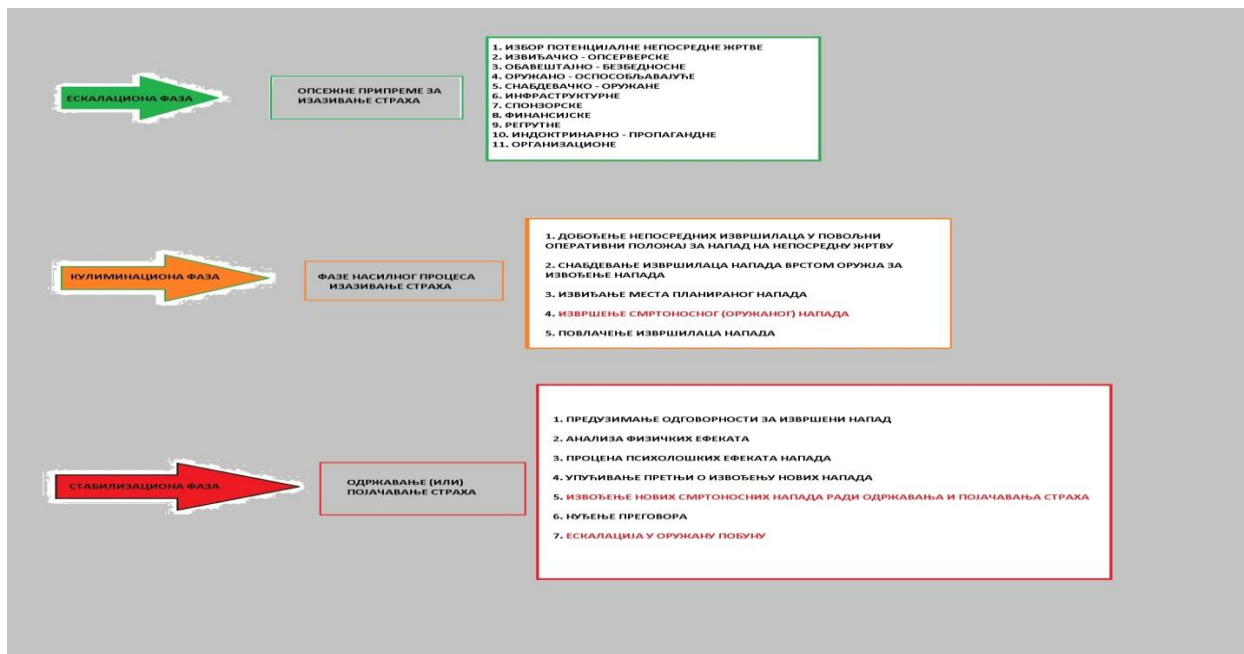 ЕСКАЛАЦИОНА ФАЗА
ОПСЕЖНЕ ПРИПРЕМЕ ЗА
ИЗАЗИВАЊЕ СТРАХА
1. ИЗБОР ПОТЕНЦИЈАЛНЕ НЕПОСРЕДНЕ ЖРТВЕ
2. ИЗВИЂАЧКО - ОПСЕРВЕРСКЕ
3. ОБАВЕШТАЈНО - БЕЗБЕДНОСНЕ
4. ОРУЖАНО - ОСПОСОБЉАВАЈУЋЕ
5. СНАБДЕВАЧКО - ОРУЖАНЕ
6. ИНФРАСТРУКТУРНЕ
7. СПОНЗОРСКЕ
8. ФИНАНСИЈСКЕ
9. РЕГРУТНЕ
10. ИНДОКТРИНАРНО - ПРОПАГАНДНЕ
11. ОРГАНИЗАЦИОНЕ
КУЛИМИНАЦИОНА ФАЗА
ФАЗЕ НАСИЛНОГ ПРОЦЕСА
ИЗАЗИВАЊЕ СТРАХА
1. ДОБОЂЕЊЕ НЕПОСРЕДНИХ ИЗВРШИЛАЦА У ПОВОЉНИ
ОПЕРАТИВНИ ПОЛОЖАЈ ЗА НАПАД НА НЕПОСРЕДНУ ЖРТВУ
2. СНАБДЕВАЊЕ ИЗВРШИЛАЦА НАПАДА ВРСТОМ ОРУЖЈА ЗА
ИЗВОЂЕЊЕ НАПАДА
3. ИЗВИЂАЊЕ МЕСТА ПЛАНИРАНОГ НАПАДА
4. ИЗВРШЕЊЕ СМРТОНОСНОГ (ОРУЖАНОГ) НАПАДА
5. ПОВЛАЧЕЊЕ ИЗВРШИЛАЦА НАПАДА
СТАБИЛИЗАЦИОНА ФАЗА
ОДРЖАВАЊЕ (ИЛИ)
ПОЈАЧАВАЊЕ СТРАХА
1. ПРЕДУЗИМАЊЕ ОДГОВОРНОСТИ ЗА ИЗВРШЕНИ НАПАД
2. АНАЛИЗА ФИЗИЧКИХ ЕФЕКАТА
3. ПРОЦЕНА ПСИХОЛОШКИХ ЕФЕКАТА НАПАДА
4. УПУЂИВАЊЕ ПРЕТЊИ О ИЗВОЂЕЊУ НОВИХ НАПАДА
5. ИЗВОЂЕЊЕ НОВИХ СМРТОНОСНИХ НАПАДА РАДИ ОДРЖАВАЊА И ПОЈАЧАВАЊА СТРАХА
6. НУЂЕЊЕ ПРЕГОВОРА
7. ЕСКАЛАЦИЈА У ОРУЖАНУ ПОБУНУ